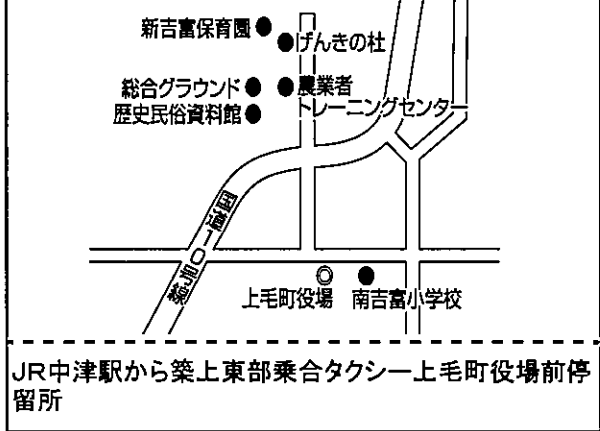 新吉富保育園
げんきの杜
総合グラウンド
農業者
トレーニングセンター
歴史民俗資料館
国道10号線
上毛町役場
南吉富小学校
JR中津駅から築上東部乗合タクシー上毛町役場前停
留所